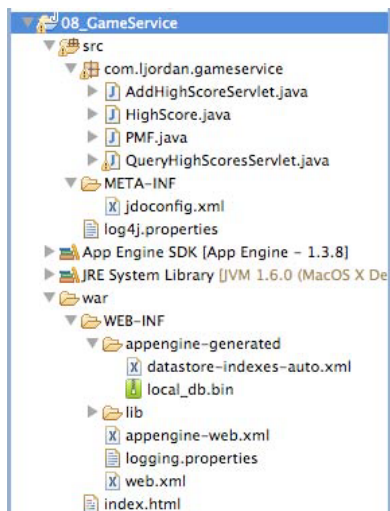 08_GameService
src
com.ljordan.gameservice
AddHighScoreServlet.java
HighScore.java
PMF.java
QueryHighScoresServlet.java
META-INF
jdoconfig.xml
log4j.properties
App Engine SDK [App Engine - 1.3.8]
JRE System Library [JVM 1.6.0 (MacOS X De
war
WEB-INF
appengine-generated
datastore-indexes-auto.xml
local_db.bin
lib
appengine-web.xml
logging.properties
web.xml
index.html